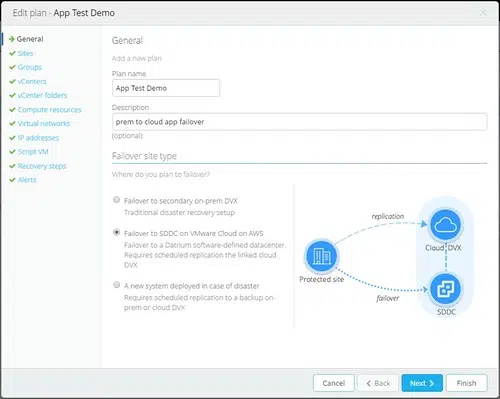 Edit plan - App Test Demo
General
Sites
Groups
vCenters
vCenter folders
Compute resources
Virtual networks
IP addresses
Script VM
Recovery steps
Alerts
General
Add a new plan
Plan name
App Test Demo
Description
prem to cloud app failover
(optional)
Failover site type
Where do you plan to failover?
Failover to secondary on-prem DVX
Traditional disaster recovery setup
Failover to SDDC on VMware Cloud on AWS
Failover to a Datrium software-defined datacenter.
Requires scheduled replication the linked cloud
DVX
A new system deployed in case of disaster
Requires scheduled replication to a backup on-
prem or cloud DVX
replication
Cloud DVX
Protected site
failover
SDDC
Cancel
Back
Next
Finish